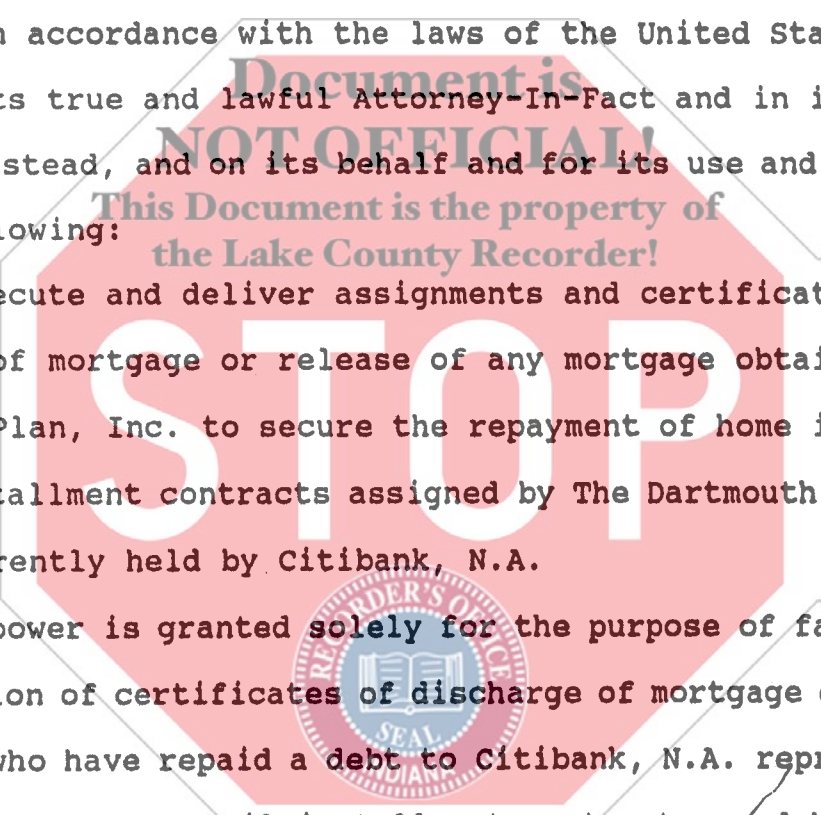 accordance with the laws of the United
Document is
true and lawful Attorney-In-Fact and in
NOT OFFICIAL!
stead, and on its behalf and for its use and
This Document is the property of
lowing:
the Lake County Recorder!
ecute and deliver assignments and certificat
STOP
of mortgage or release of any mortgage obtai
Plan, Inc. to secure the repayment of home
tallment contracts assigned by The Dartmouth
rently held by Citibank, N.A.
power is granted solely for the purpose of fa
RECORDER'S OFFICE
ion of certificates of discharge of mortgage
SEAL
who have repaid a debt to Citibank, N.A. repr
INDIANA